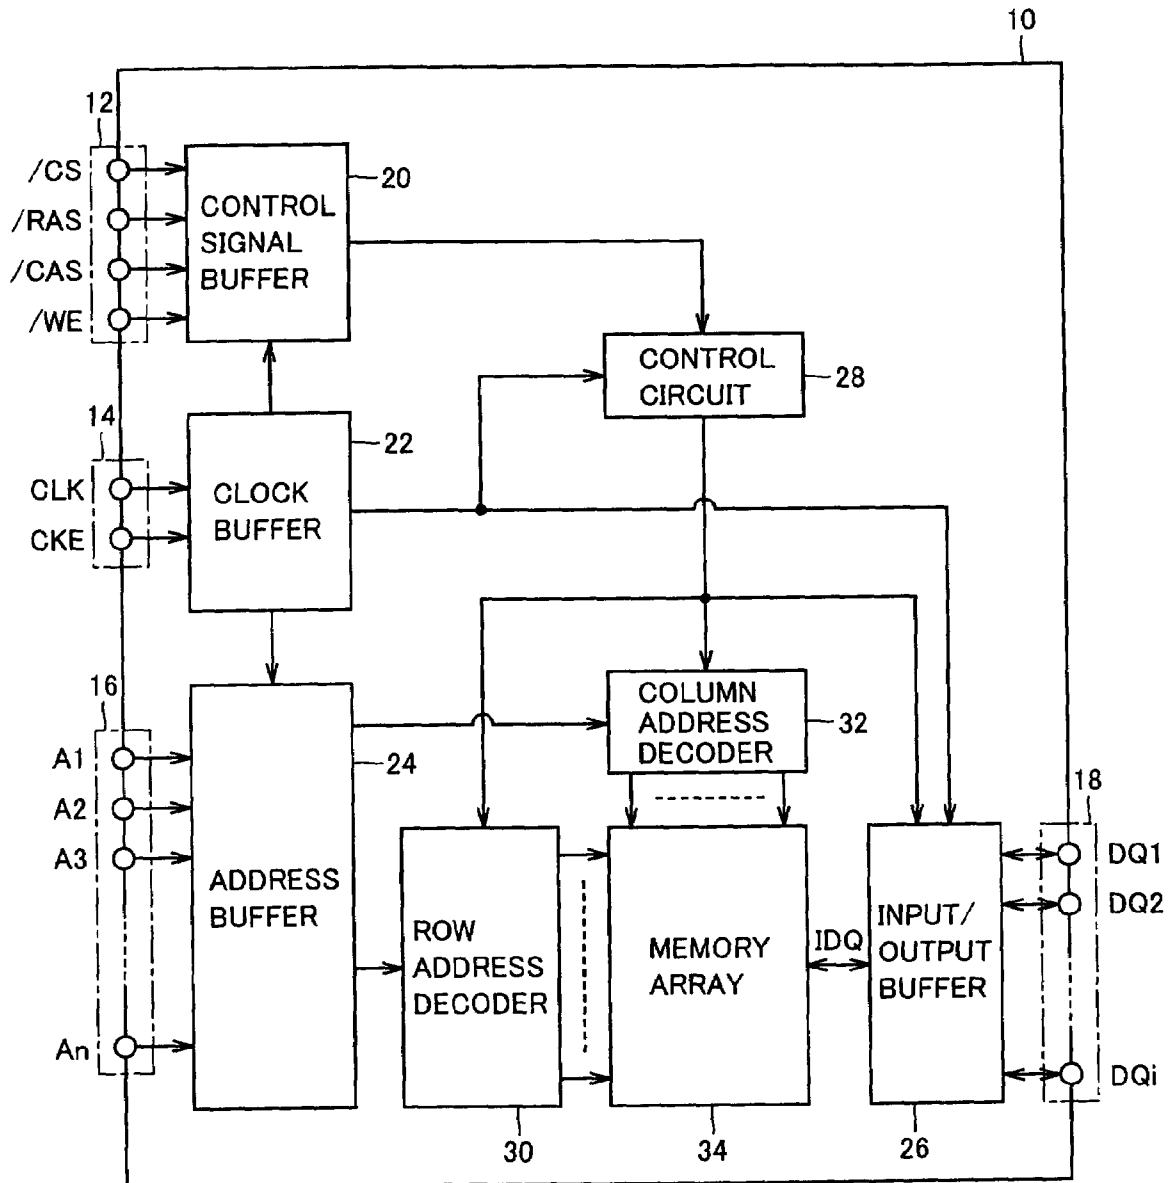 10
12
/CS
/RAS
/CAS
/WE
CONTROL
SIGNAL
BUFFER
20
CONTROL
CIRCUIT
28
14
CLK
CKE
CLOCK
BUFFER
22
16
A1
A2
A3
An
ADDRESS
BUFFER
24
COLUMN
ADDRESS
DECODER
32
ROW
ADDRESS
DECODER
30
MEMORY
ARRAY
34
IDQ
INPUT/
OUTPUT
BUFFER
26
18
DQ1
DQ2
DQi